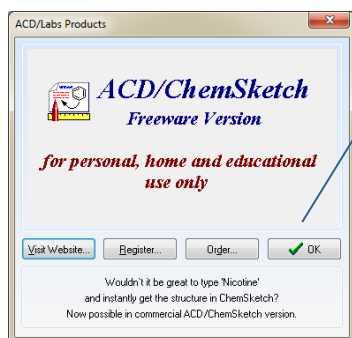 ACD/Labs Products
ACD/ChemSketch
Freeware Version
for personal, home and educational
use only
Visit Website... Register... Order... OK
Wouldn't it be great to type 'Nicotine'
and instantly get the structure in ChemSketch?
Now possible in commercial ACD/ChemSketch version.